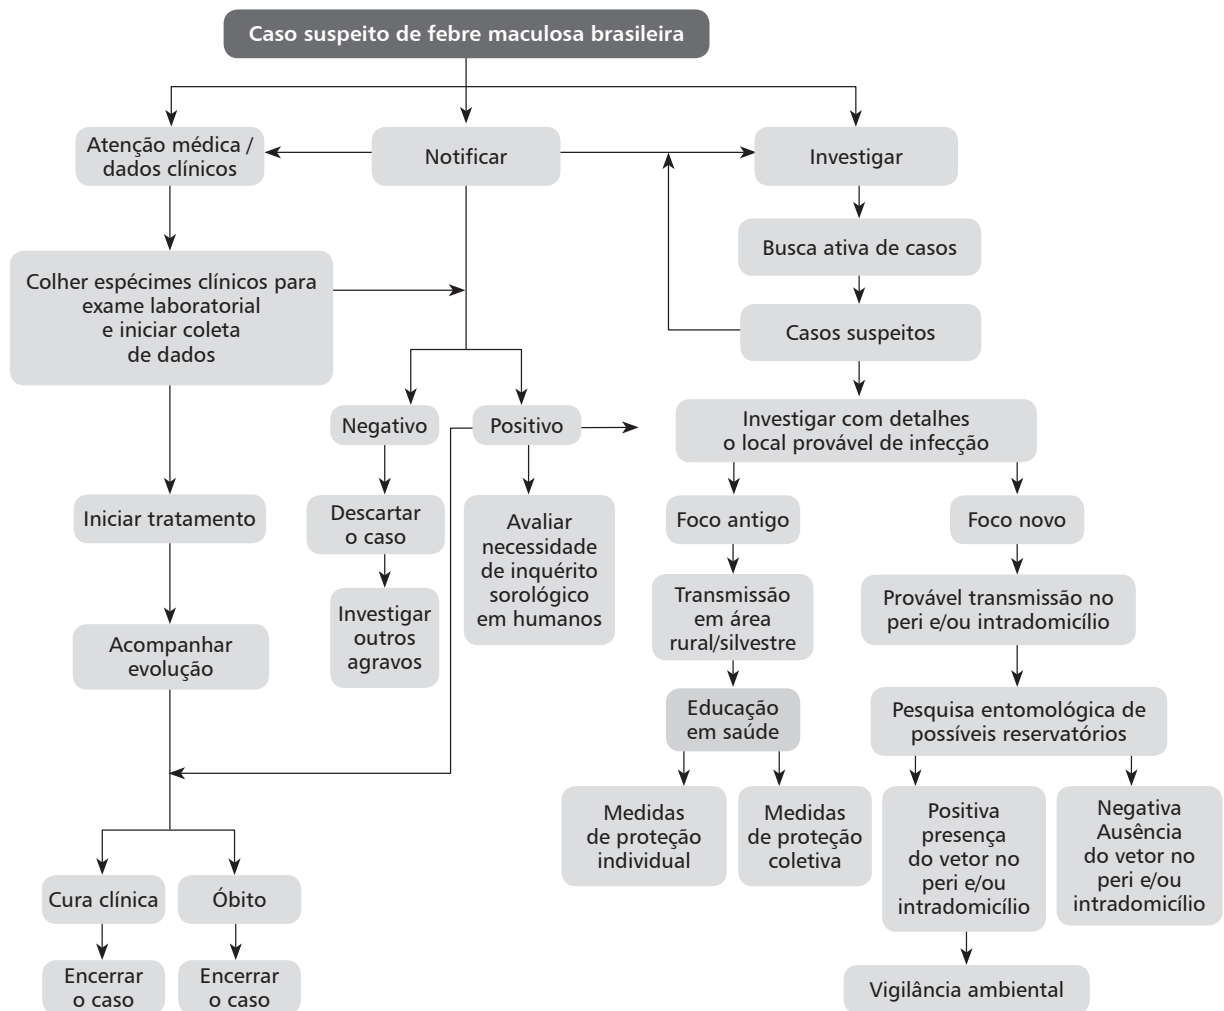 Caso suspeito de febre maculosa brasileira
Atenção médica /
dados clínicos
Notificar
Investigar
Busca ativa de casos
Colher espécimes clínicos para
exame laboratorial
e iniciar coleta
de dados
Casos suspeitos
Negativo
Positivo
Investigar com detalhes
o local provável de infecção
Iniciar tratamento
Descartar
o caso
Avaliar
necessidade
de inquérito
sorológico
em humanos
Foco antigo
Foco novo
Investigar
outros
agravos
Transmissão
em área
rural/silvestre
Provável transmissão no
peri e/ou intradomicílio
Acompanhar
evolução
Educação
em saúde
Pesquisa entomológica de
possíveis reservatórios
Medidas
de proteção
individual
Medidas
de proteção
coletiva
Positiva
presença
do vetor no
peri e/ou
intradomicílio
Negativa
Ausência
do vetor no
peri e/ou
intradomicílio
Cura clínica
Óbito
Encerrar
o caso
Encerrar
o caso
Vigilância ambiental